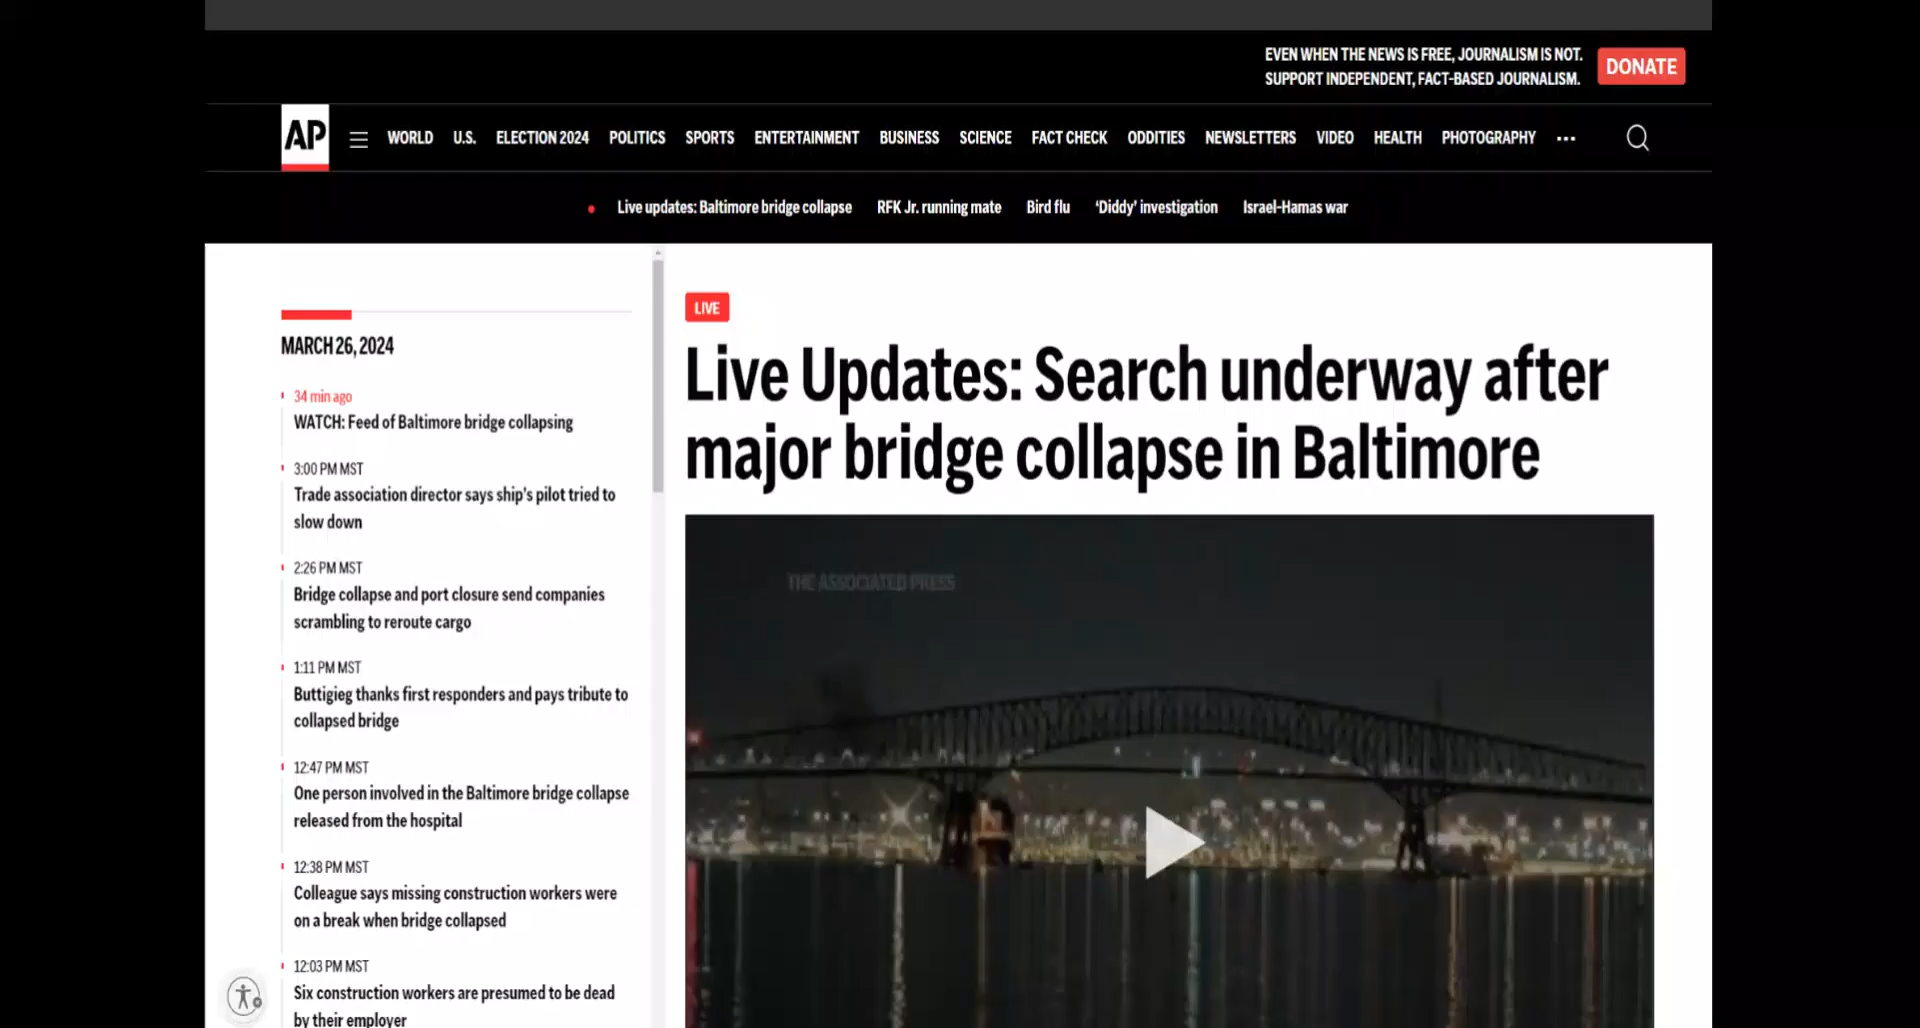 EVEN WHEN THE NEWS IS FREE, JOURNALISM IS NOT.
SUPPORT INDEPENDENT, FACT-BASED JOURNALISM.
DONATE
AP
WORLD U.S. ELECTION 2024 POLITICS SPORTS ENTERTAINMENT BUSINESS SCIENCE FACT CHECK ODDITIES NEWSLETTERS VIDEO HEALTH PHOTOGRAPHY ...
Live updates: Baltimore bridge collapse RFK Jr. running mate Bird flu ‘Diddy’ investigation Israel-Hamas war
MARCH 26, 2024
34 min ago
WATCH: Feed of Baltimore bridge collapsing
3:00 PM MST
Trade association director says ship’s pilot tried to
slow down
2:26 PM MST
Bridge collapse and port closure send companies
scrambling to reroute cargo
1:11 PM MST
Buttigieg thanks first responders and pays tribute to
collapsed bridge
12:47 PM MST
One person involved in the Baltimore bridge collapse
released from the hospital
12:38 PM MST
Colleague says missing construction workers were
on a break when bridge collapsed
12:03 PM MST
Six construction workers are presumed to be dead
by their employer
LIVE
Live Updates: Search underway after
major bridge collapse in Baltimore
THE ASSOCIATED PRESS